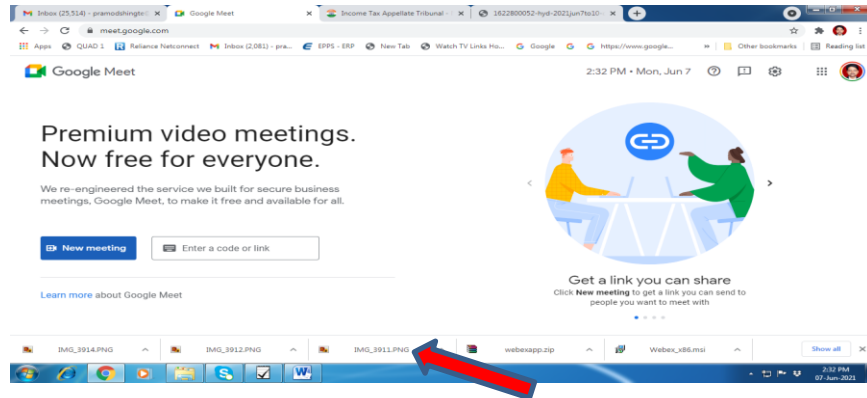 Inbox (25,514) - pramodshingte
Google Meet
Income Tax Appellate Tribunal -
1622800052-hyd-2021jun7to10-
meet.google.com
Apps QUAD 1 Reliance Netconnect Inbox (2,081) - pra... EPPS - ERP New Tab Watch TV Links Ho... Google https://www.google... » Other bookmarks Reading list
Google Meet
2:32 PM • Mon, Jun 7
Premium video meetings.
Now free for everyone.
We re-engineered the service we built for secure business
meetings, Google Meet, to make it free and available for all.
New meeting
Enter a code or link
Learn more about Google Meet
Get a link you can share
Click New meeting to get a link you can send to
people you want to meet with
IMG_3914.PNG
IMG_3912.PNG
IMG_3911.PNG
webexapp.zip
Webex_x86.msi
Show all
2:32 PM
07-Jun-2021